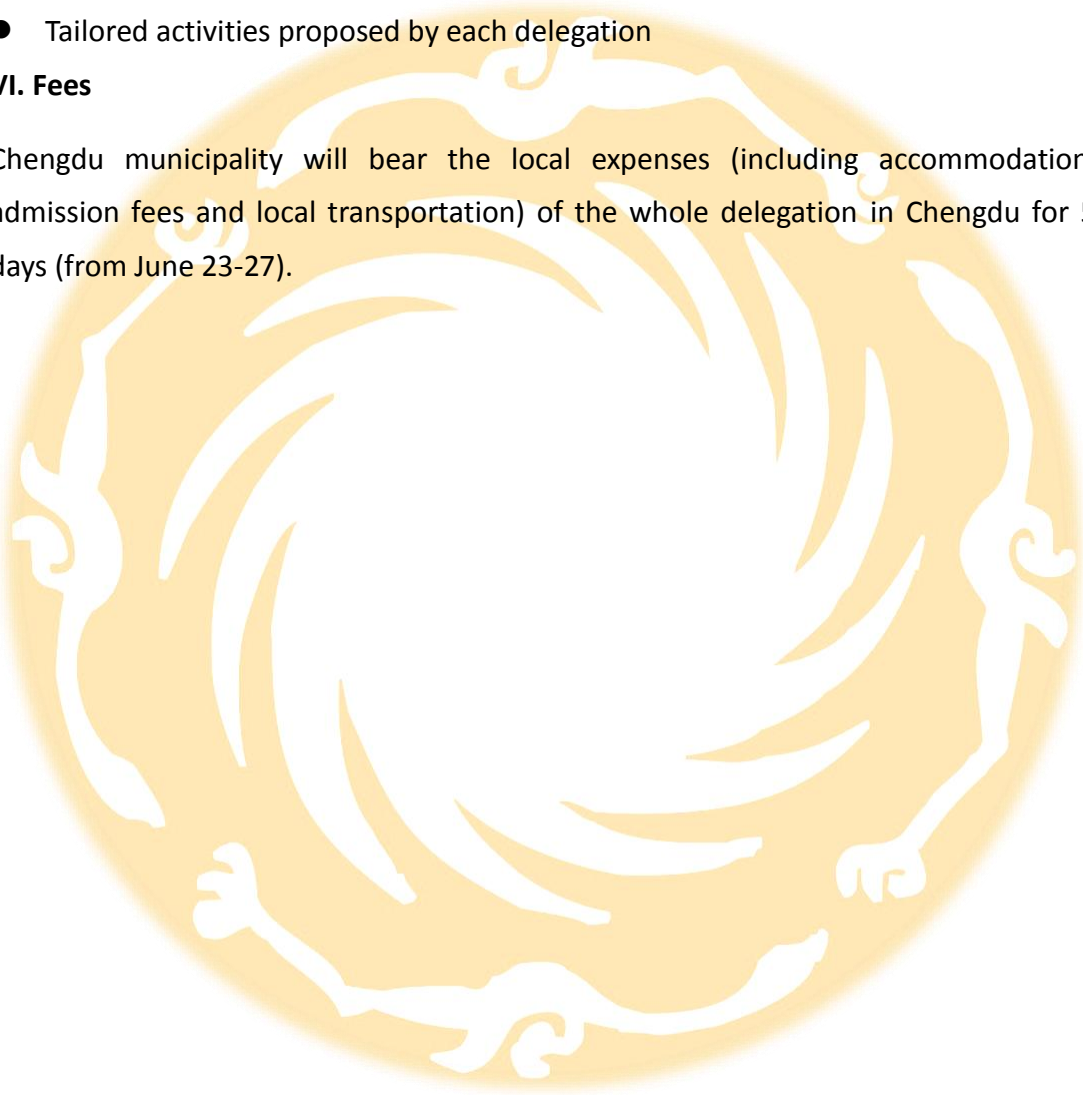 ● Tailored activities proposed by each delegation
VI. Fees
Chengdu municipality will bear the local expenses (including accommodation
admission fees and local transportation) of the whole delegation in Chengdu for 5
days (from June 23-27).